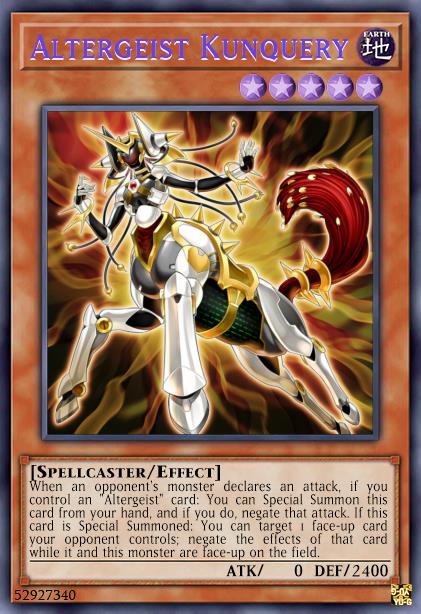 Altergeist Kunquery
EARTH
地
[Spellcaster/Effect]
When an opponent's monster declares an attack, if you
control an "Altergeist" card: You can Special Summon this
card from your hand, and if you do, negate that attack. If this
card is Special Summoned: You can target 1 face-up card
your opponent controls; negate the effects of that card
while it and this monster are face-up on the field.
ATK/ 0 DEF/2400
52927340